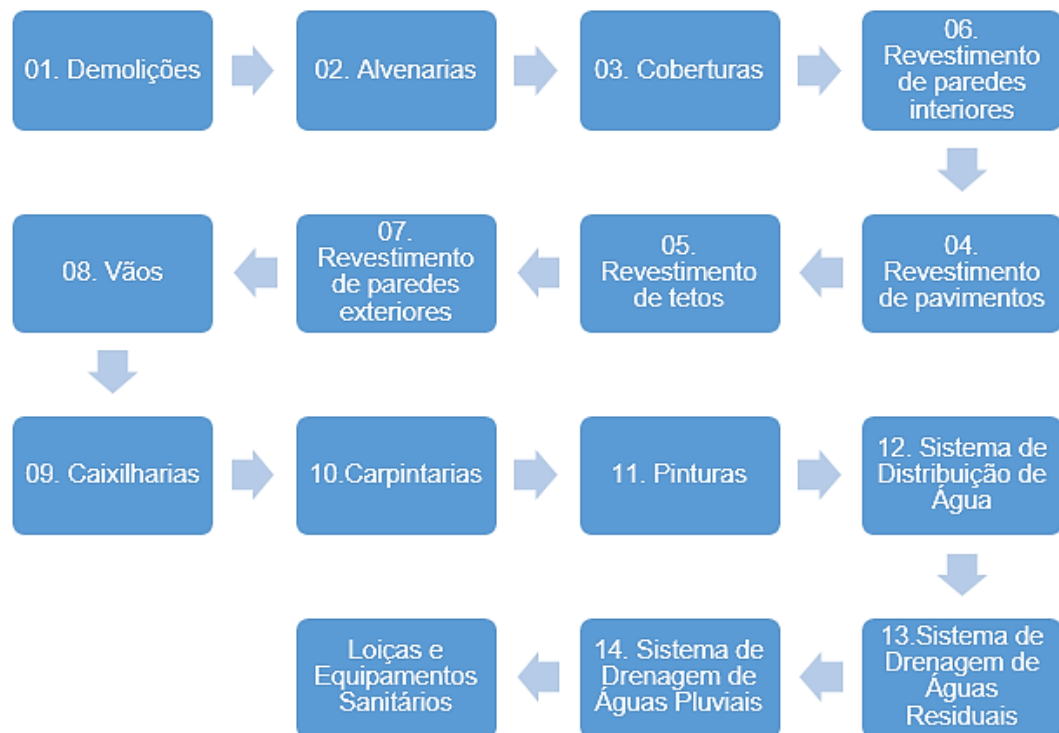 01. Demolições
02. Alvenarias
03. Coberturas
06.
Revestimento
de paredes
interiores
04.
Revestimento
de pavimentos
05.
Revestimento
de tetos
07.
Revestimento
de paredes
exteriores
08. Vãos
09. Caixilharias
10.Carpintarias
11. Pinturas
12. Sistema de
Distribuição de
Água
13.Sistema de
Drenagem de
Águas
Residuais
14. Sistema de
Drenagem de
Águas Pluviais
Loiças e
Equipamentos
Sanitários